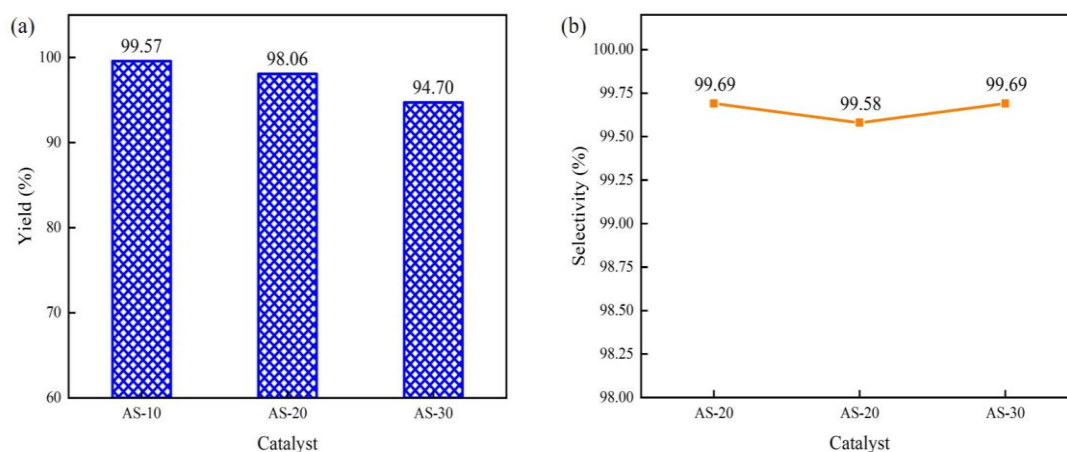 (a)
99.57
98.06
94.70
100
90
80
70
60
Yield (%)
AS-10
AS-20
AS-30
Catalyst
(b)
99.69
99.58
99.69
100.00
99.75
99.50
99.25
99.00
98.75
98.50
98.25
98.00
Selectivity (%)
AS-20
AS-20
AS-30
Catalyst